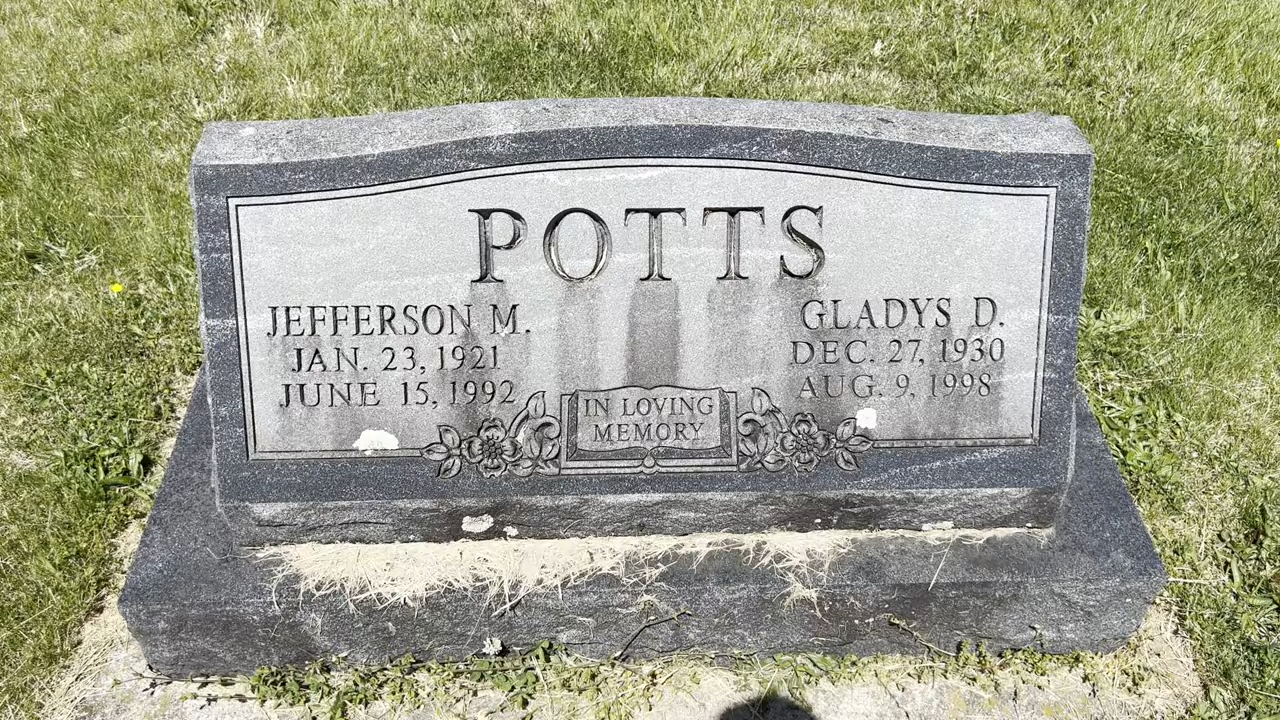 POTTS
JEFFERSON M.
JAN. 23, 1921
JUNE 15, 1992
GLADYS D.
DEC. 27, 1930
AUG. 9, 1998
IN LOVING
MEMORY